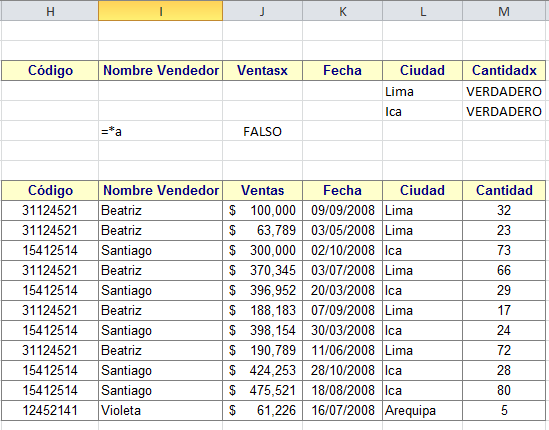 H I J K L M
Código Nombre Vendedor Ventasx Fecha Ciudad Cantidadx
Lima VERDADERO
Ica VERDADERO
=*a FALSO
Código Nombre Vendedor Ventas Fecha Ciudad Cantidad
31124521 Beatriz $ 100,000 09/09/2008 Lima 32
31124521 Beatriz $ 63,789 03/05/2008 Lima 23
15412514 Santiago $ 300,000 02/10/2008 Ica 73
31124521 Beatriz $ 370,345 03/07/2008 Lima 66
15412514 Santiago $ 396,952 20/03/2008 Ica 29
31124521 Beatriz $ 188,183 07/09/2008 Lima 17
15412514 Santiago $ 398,154 30/03/2008 Ica 24
31124521 Beatriz $ 190,789 11/06/2008 Lima 72
15412514 Santiago $ 424,253 28/10/2008 Ica 28
15412514 Santiago $ 475,521 18/08/2008 Ica 80
12452141 Violeta $ 61,226 16/07/2008 Arequipa 5